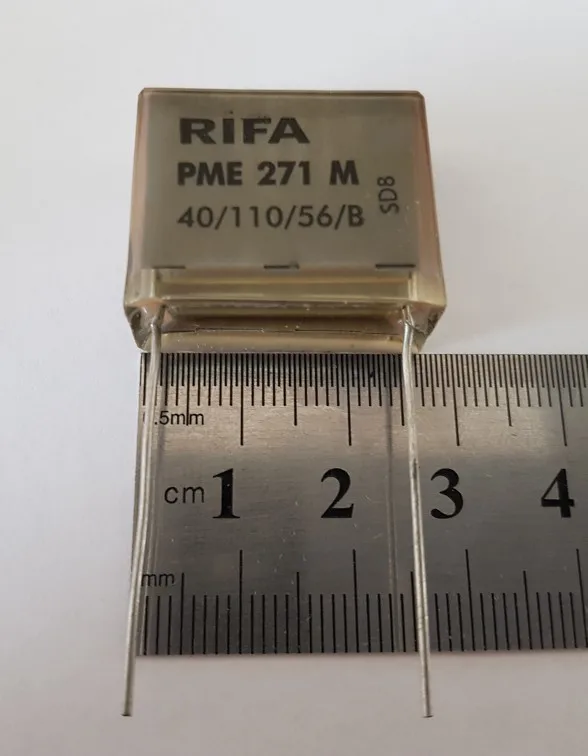 RIFA
PME 271 M
SD8
40/110/56/B
.5mm
cm 1 2 3 4
mm